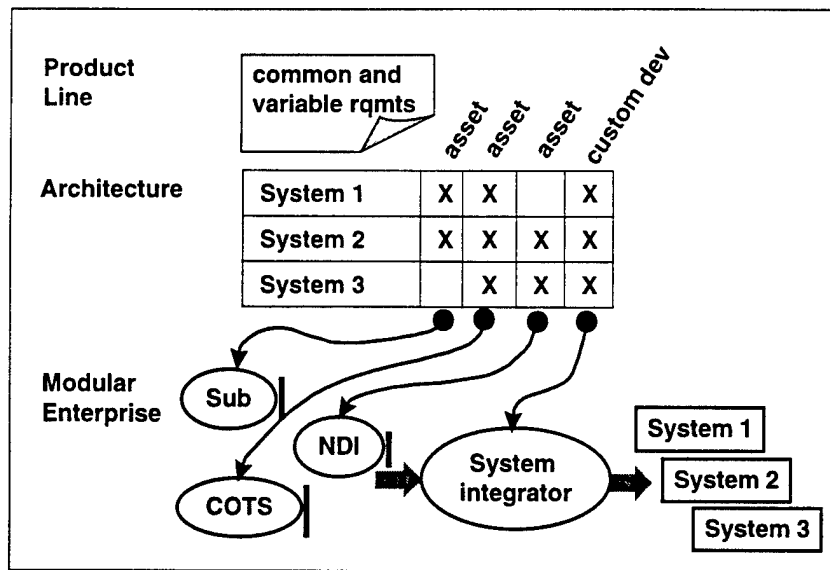 Product
Line
common and
variable rqmts
asset
asset
asset
custom dev
Architecture
System 1 X X X
System 2 X X X X
System 3 X X X
Modular
Enterprise
Sub
NDI
COTS
System
integrator
System 1
System 2
System 3